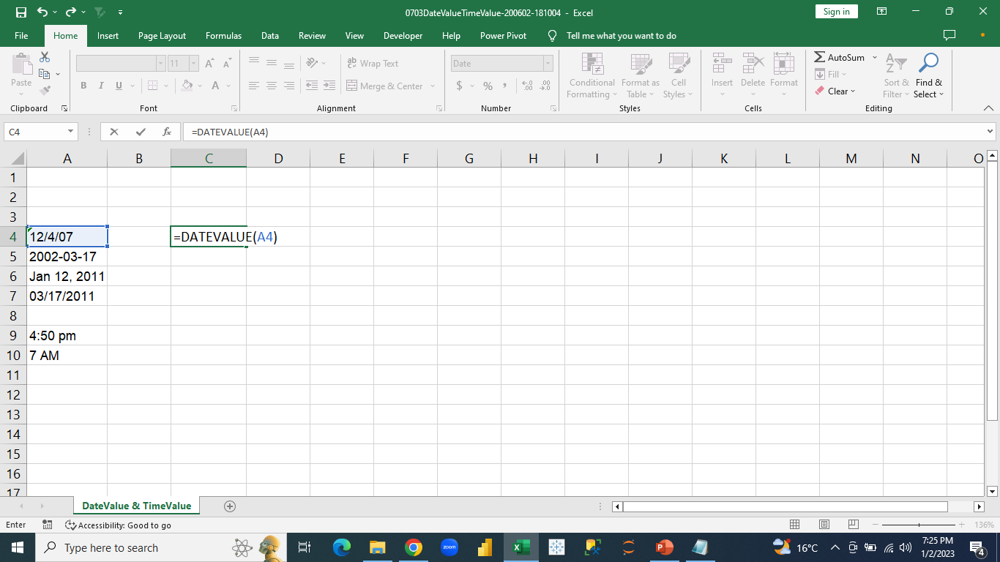 0703DateValueTimeValue-200602-181004 - Excel
Sign in
File Home Insert Page Layout Formulas Data Review View Developer Help Power Pivot Tell me what you want to do
Paste
Clipboard
11
B I U
A A A
Font
ab Wrap Text
Merge & Center
Alignment
Date
$ % ,
Number
Conditional Formatting
Format as Table
Cell Styles
Styles
Insert Delete Format
Cells
AutoSum
Fill
Clear
Sort & Filter
Find & Select
Editing
C4 fx =DATEVALUE(A4)
A B C D E F G H I J K L M N O
1
2
3
4 12/4/07 =DATEVALUE(A4)
5 2002-03-17
6 Jan 12, 2011
7 03/17/2011
8
9 4:50 pm
10 7 AM
11
12
13
14
15
16
17
DateValue & TimeValue
Enter Accessibility: Good to go 136%
Type here to search
zoom
16°C
7:25 PM
1/2/2023
4